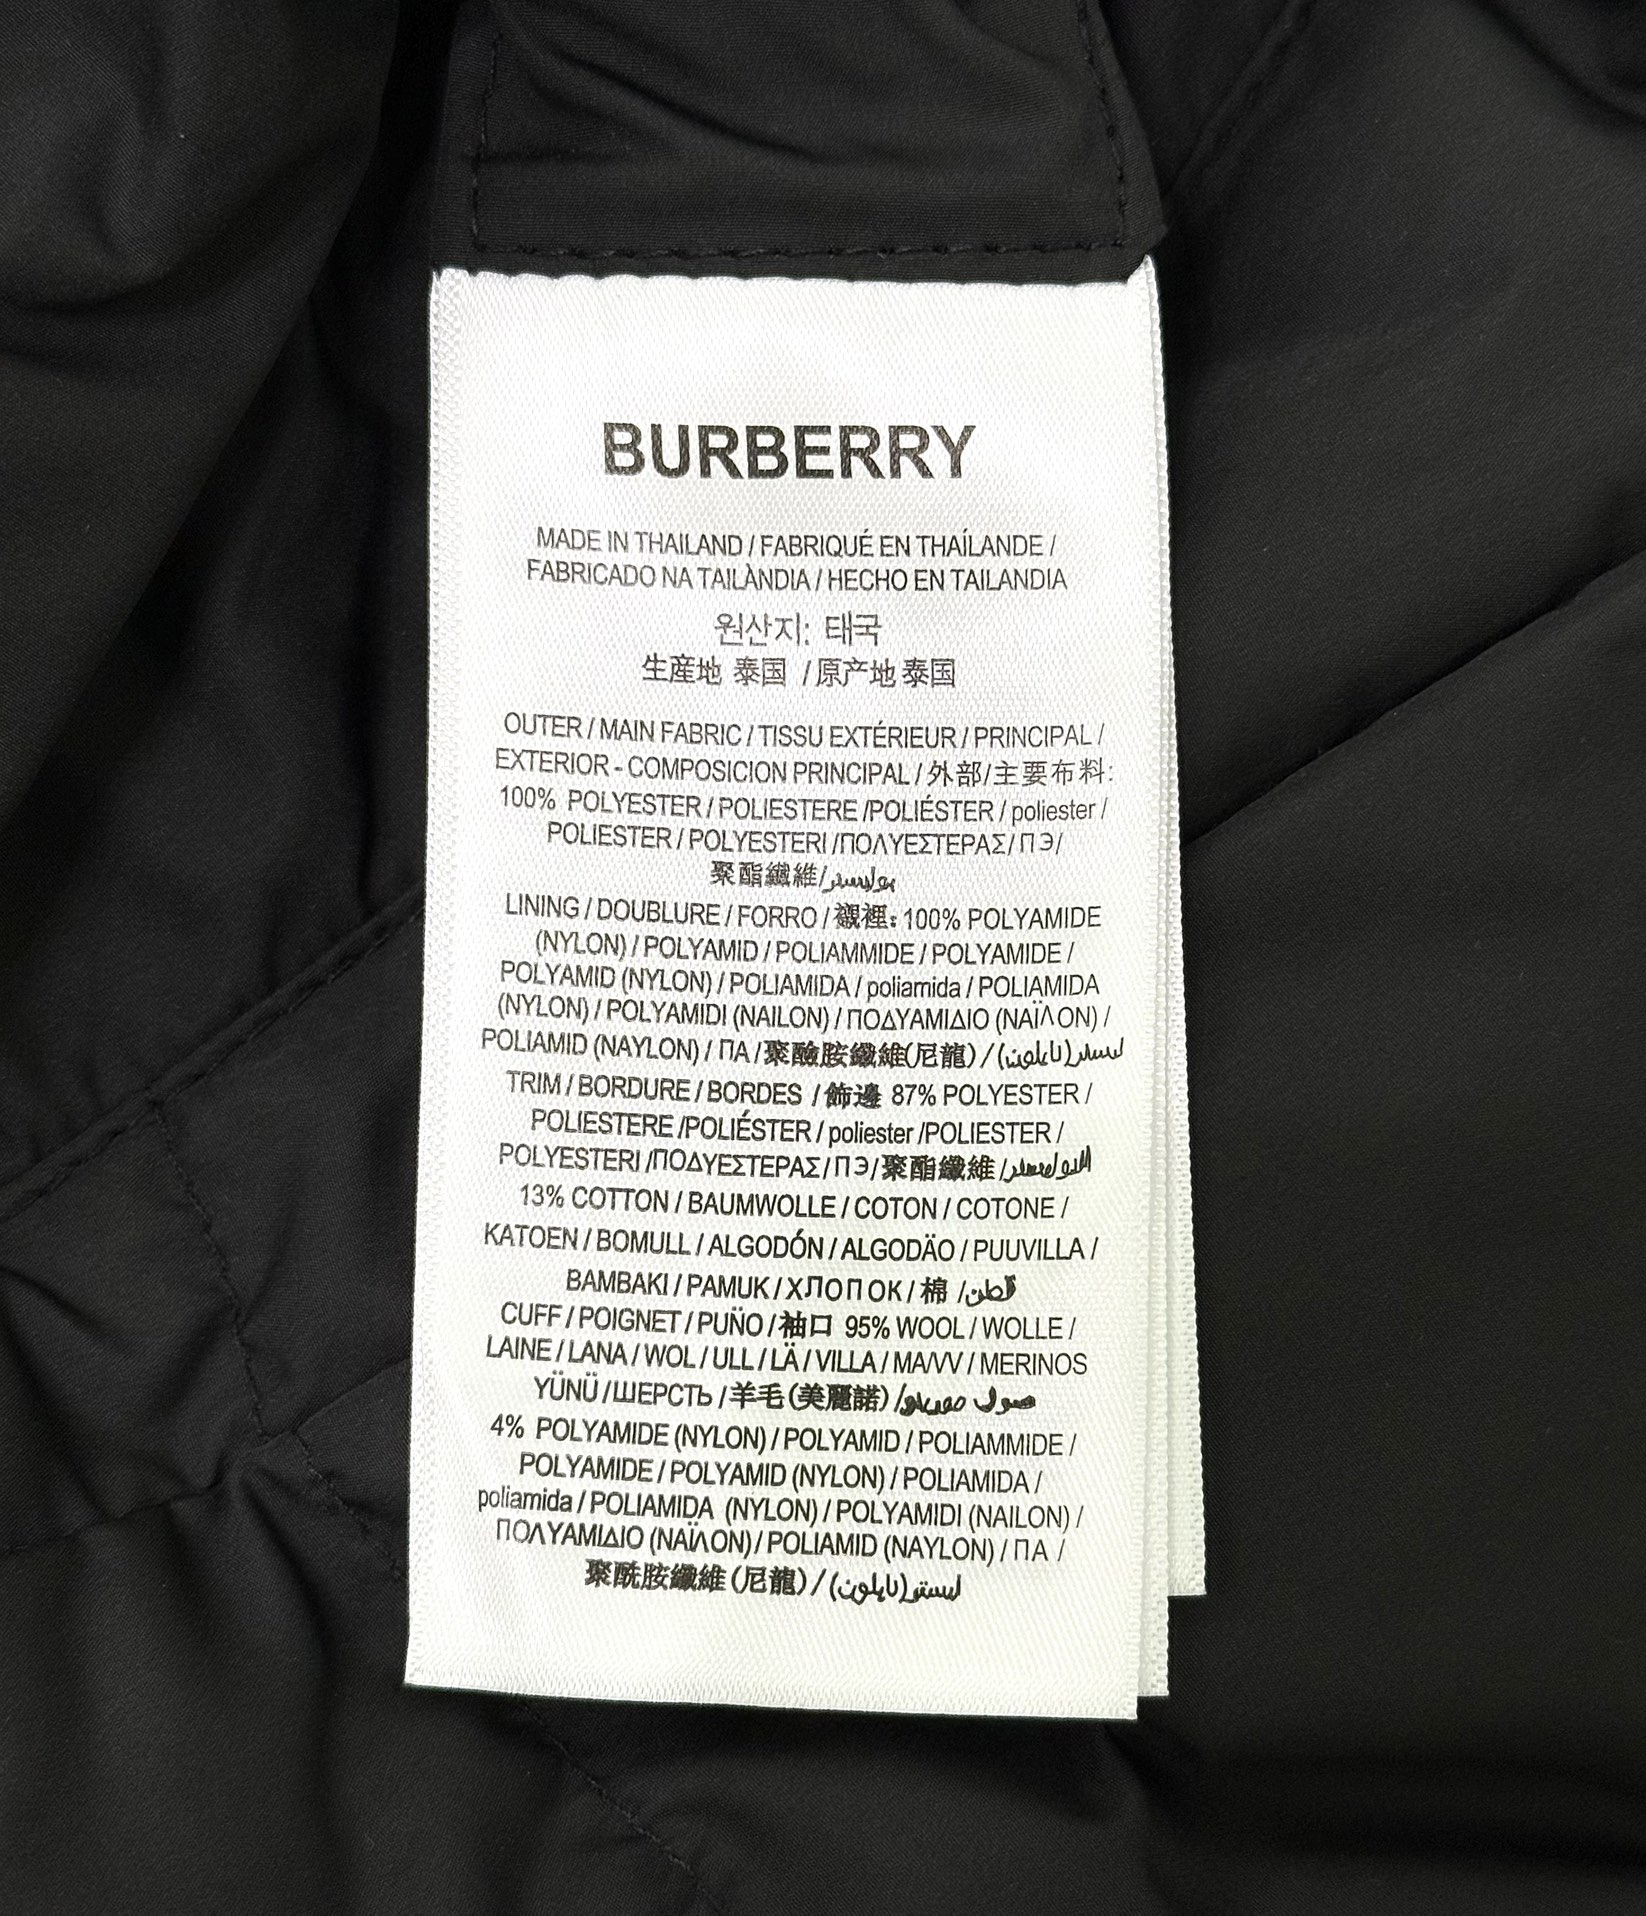 BURBERRY
MADE IN THAILAND / FABRIQUÉ EN THAÍLANDE /
FABRICADO NA TAILÀNDIA / HECHO EN TAILANDIA
원산지: 태국
生産地 泰国 / 原产地 泰国
OUTER / MAIN FABRIC / TISSU EXTÉRIEUR / PRINCIPAL /
EXTERIOR - COMPOSICION PRINCIPAL / 外部/主要布料:
100% POLYESTER / POLIESTERE /POLIÉSTER / poliester /
POLIESTER / POLYESTERI /ΠΟΛΥΕΣΤΕΡΑΣ/ПЭ/
聚酯纖維/
LINING / DOUBLURE / FORRO / 襯裡: 100% POLYAMIDE
(NYLON) / POLYAMID / POLIAMMIDE / POLYAMIDE /
POLYAMID (NYLON) / POLIAMIDA / poliamida / POLIAMIDA
(NYLON) / POLYAMIDI (NAILON) / ΠΟΔΥΑΜΙΔΙΟ (ΝΑΪΛΟΝ) /
POLIAMID (NAYLON) / ПА / 胺纖維(尼龍) /
TRIM / BORDURE / BORDES / 飾邊 87% POLYESTER /
POLIESTERE /POLIÉSTER / poliester /POLIESTER /
POLYESTERI /ΠΟΔΥΕΣΤΕΡΑΣ/ПЭ/聚酯纖維/
13% COTTON / BAUMWOLLE / COTON / COTONE /
KATOEN / BOMULL / ALGODÓN / ALGODÄO / PUUVILLA /
BAMBAKI / PAMUK / ХЛОПОК / 棉 /قطن
CUFF / POIGNET / PUÑO / 袖口 95% WOOL / WOLLE /
LAINE / LANA / WOL / ULL / LÄ / VILLA / MA/VV / MERINOS
YÜNÜ /ШЕРСТЬ / 羊毛 (美麗諾) /
4% POLYAMIDE (NYLON) / POLYAMID / POLIAMMIDE /
POLYAMIDE / POLYAMID (NYLON) / POLIAMIDA /
poliamida / POLIAMIDA (NYLON) / POLYAMIDI (NAILON) /
ΠΟΛΥΑΜΙΔΙΟ (ΝΑΪΛΟΝ) / POLIAMID (NAYLON) / ПА /
聚酰胺纖維 (尼龍) /